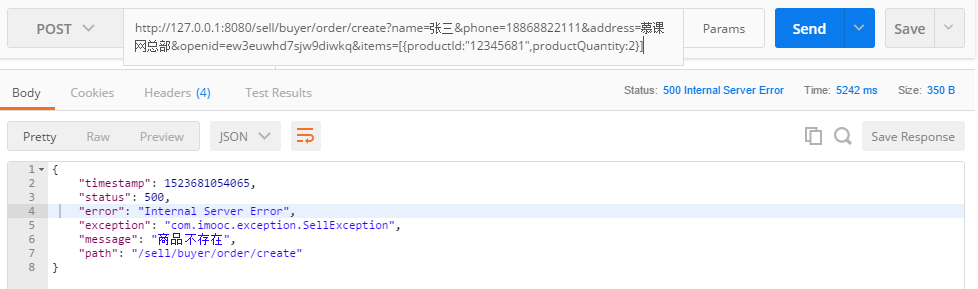 POST
http://127.0.0.1:8080/sell/buyer/order/create?name=张三&phone=18868822111&address=慕课
网总部&openid=ew3euwhd7sjw9diwkq&items=[{productId:"12345681",productQuantity:2}]
Params
Send
Save
Body
Cookies
Headers (4)
Test Results
Status: 500 Internal Server Error
Time: 5242 ms
Size: 350 B
Pretty
Raw
Preview
JSON
Save Response
1 {
2 "timestamp": 1523681054065,
3 "status": 500,
4 "error": "Internal Server Error",
5 "exception": "com.imooc.exception.SellException",
6 "message": "商品不存在",
7 "path": "/sell/buyer/order/create"
8 }